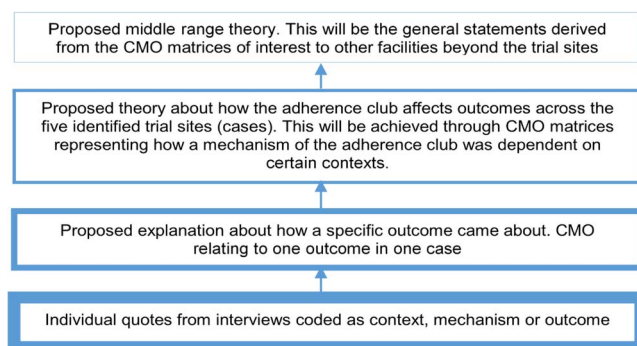 Proposed middle range theory. This will be the general statements derived
from the CMO matrices of interest to other facilities beyond the trial sites
Proposed theory about how the adherence club affects outcomes across the
five identified trial sites (cases). This will be achieved through CMO matrices
representing how a mechanism of the adherence club was dependent on
certain contexts.
Proposed explanation about how a specific outcome came about. CMO
relating to one outcome in one case
Individual quotes from interviews coded as context, mechanism or outcome